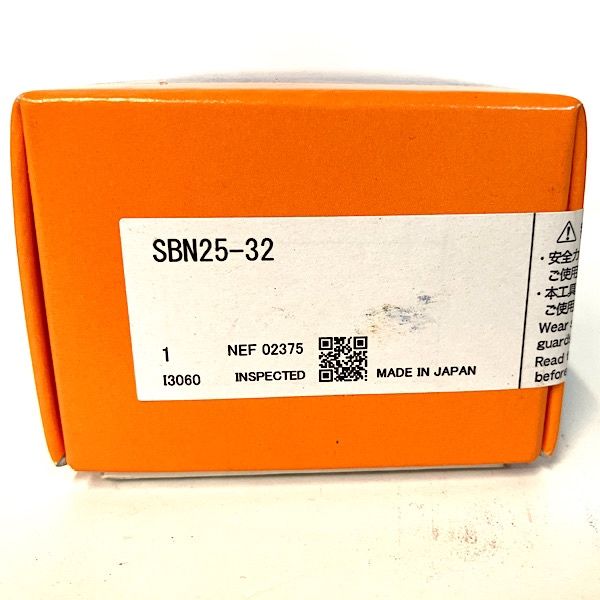 SBN25-32
1
NEF 02375
I3060
INSPECTED
MADE IN JAPAN
・安全カ
ご使用
・本工具
ご使用
Wear
guards
Read
before